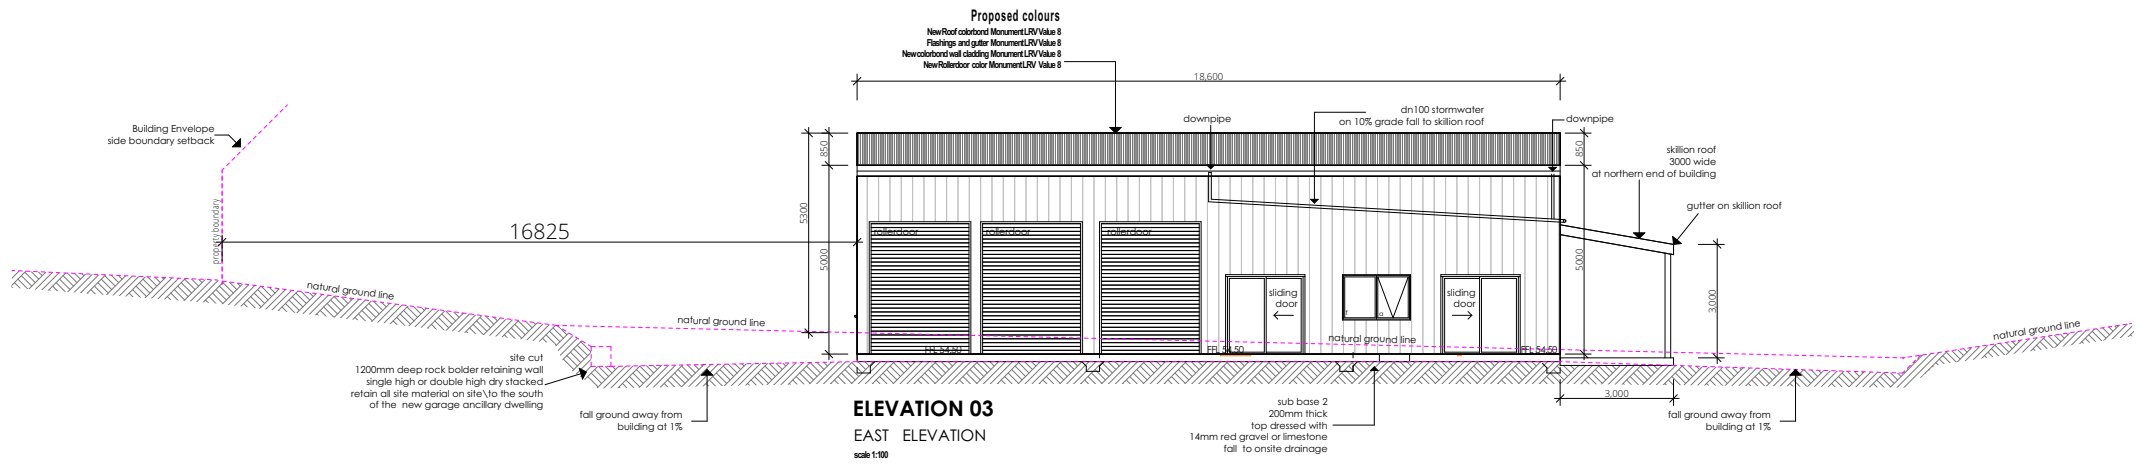 Proposed colours
New Roof colorbond Monument LRV Value 8
Flashings and gutter Monument LRV Value 8
New colorbond wall cladding Monument LRV Value 8
New Rollerdoor color Monument LRV Value 8
18,600
Building Envelope
side boundary setback
dn100 stormwater
on 10% grade fall to skillion roof
downpipe
downpipe
850
850
skillion roof
3000 wide
at northern end of building
gutter on skillion roof
property boundary
16825
5300
5000
5000
rollerdoor
rollerdoor
rollerdoor
sliding
door
f
o
sliding
door
3,000
natural ground line
natural ground line
natural ground line
natural ground line
FFL 54.50
FFL 54.50
FFL 54.50
site cut
1200mm deep rock bolder retaining wall
single high or double high dry stacked
retain all site material on site\to the south
of the new garage ancillary dwelling
fall ground away from
building at 1%
ELEVATION 03
EAST ELEVATION
scale 1:100
sub base 2
200mm thick
top dressed with
14mm red gravel or limestone
fall to onsite drainage
3,000
fall ground away from
building at 1%